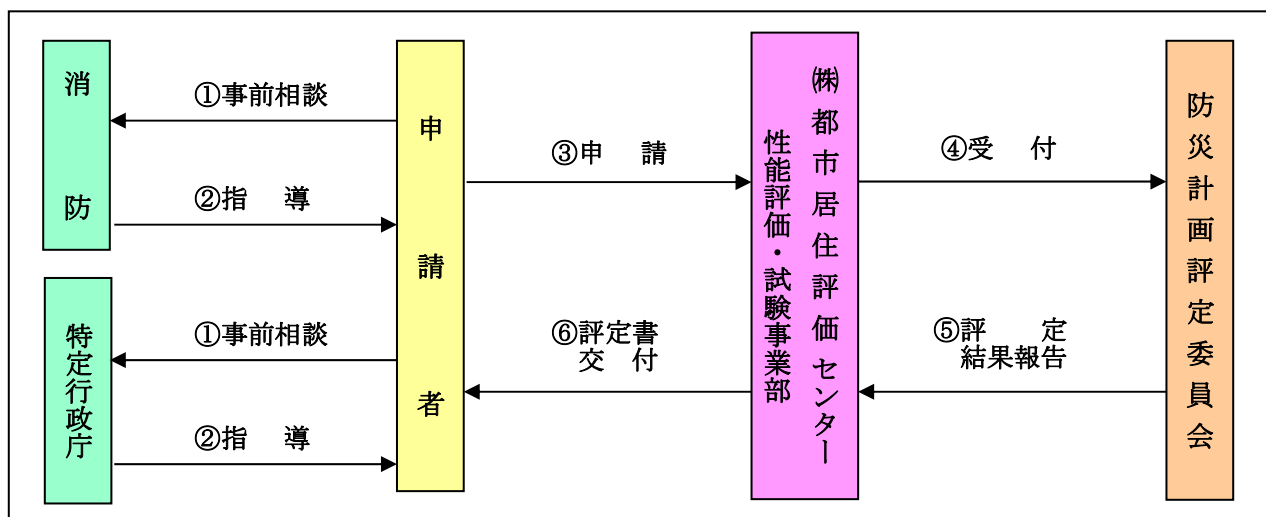 消防
①事前相談
②指　導
特定行政庁
①事前相談
②指　導
申請者
③申　請
⑥評定書
交　付
㈱都市居住評価センター
性能評価・試験事業部
④受　付
⑤評　定
結果報告
防災計画評定委員会